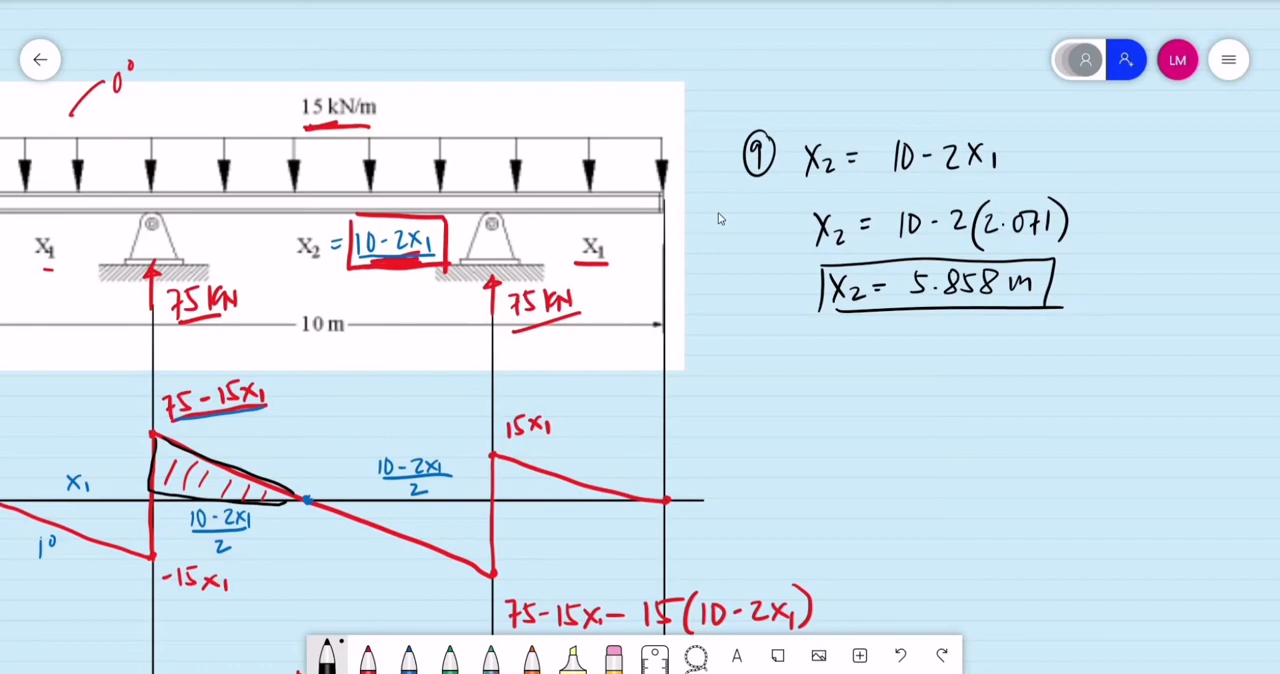 LM
0°
15 kN/m
X1
X2 = 10 - 2x1
X1
75 KN
75 KN
10 m
⑨ x2 = 10 - 2x1
x2 = 10 - 2(2.071)
x2 = 5.858 m
75 - 15x1
15x1
x1
10 - 2x1
2
10 - 2x1
2
1°
-15x1
75 - 15x1 - 15(10 - 2x1)
A